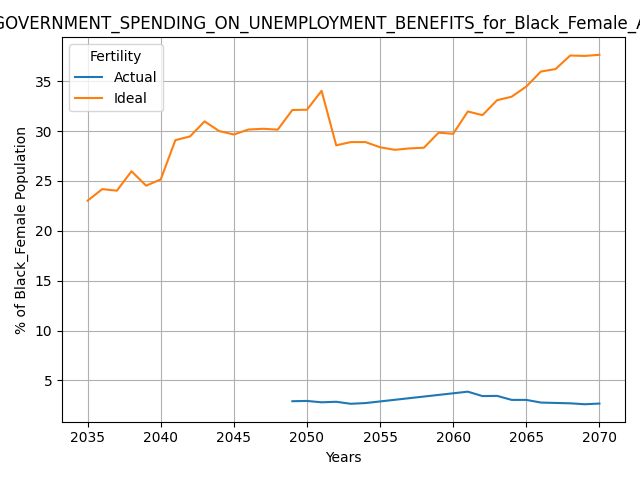 GOVERNMENT_SPENDING_ON_UNEMPLOYMENT_BENEFITS_for_Black_Female_A
Fertility
Actual
Ideal
% of Black_Female Population
35
30
25
20
15
10
5
2035 2040 2045 2050 2055 2060 2065 2070
Years